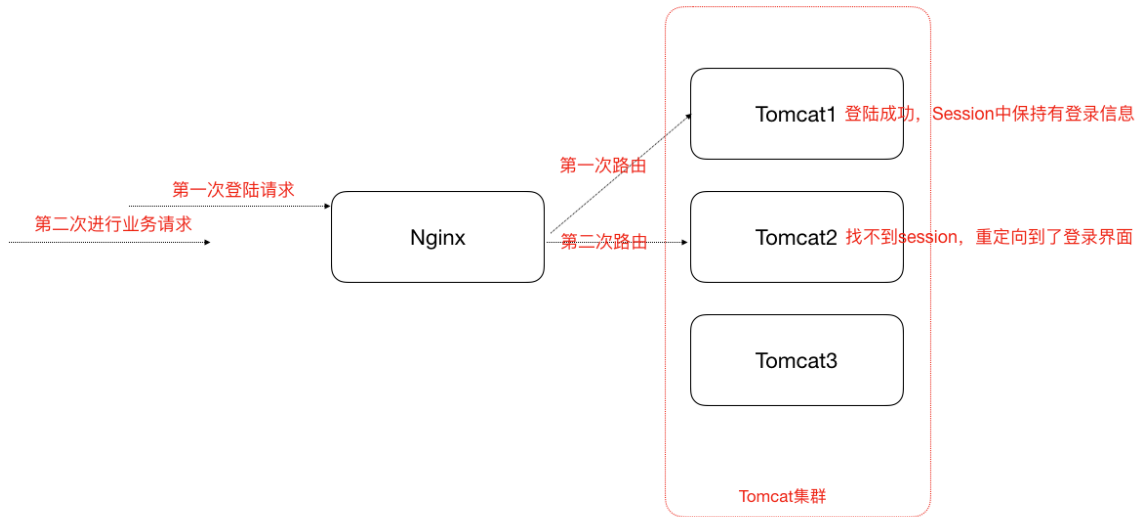 第一次登陆请求
第二次进行业务请求
Nginx
第一次路由
第二次路由
Tomcat1 登陆成功，Session中保持有登录信息
Tomcat2 找不到session，重定向到了登录界面
Tomcat3
Tomcat集群